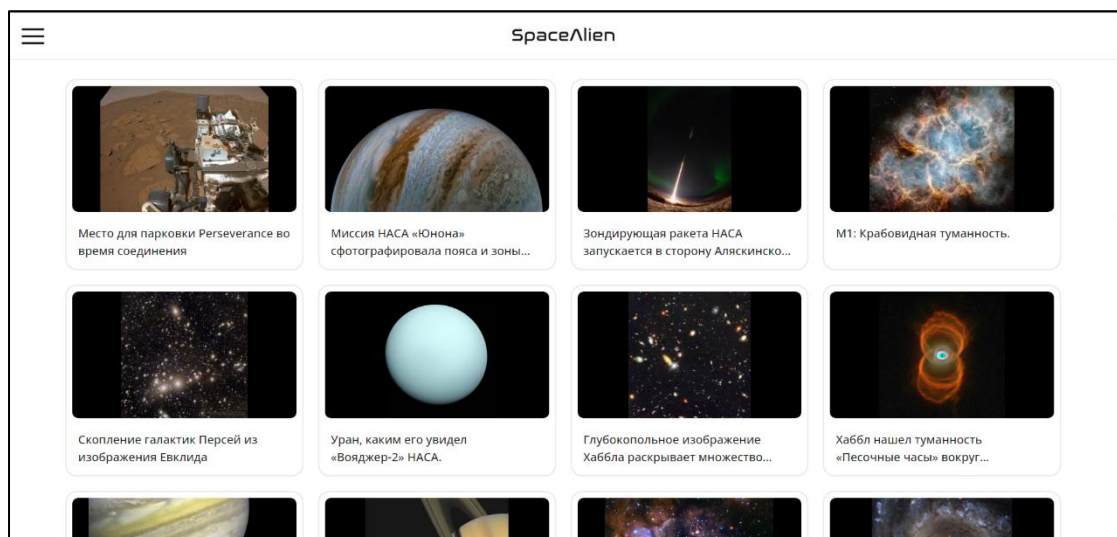 SpaceAlien
Место для парковки Perseverance во
время соединения
Миссия НАСА «Юнона»
сфотографировала пояса и зоны...
Зондирующая ракета НАСА
запускается в сторону Аляскинско...
M1: Крабовидная туманность.
Скопление галактик Персей из
изображения Евклида
Уран, каким его увидел
«Вояджер-2» НАСА.
Глубокопольное изображение
Хаббла раскрывает множество...
Хаббл нашел туманность
«Песочные часы» вокруг...